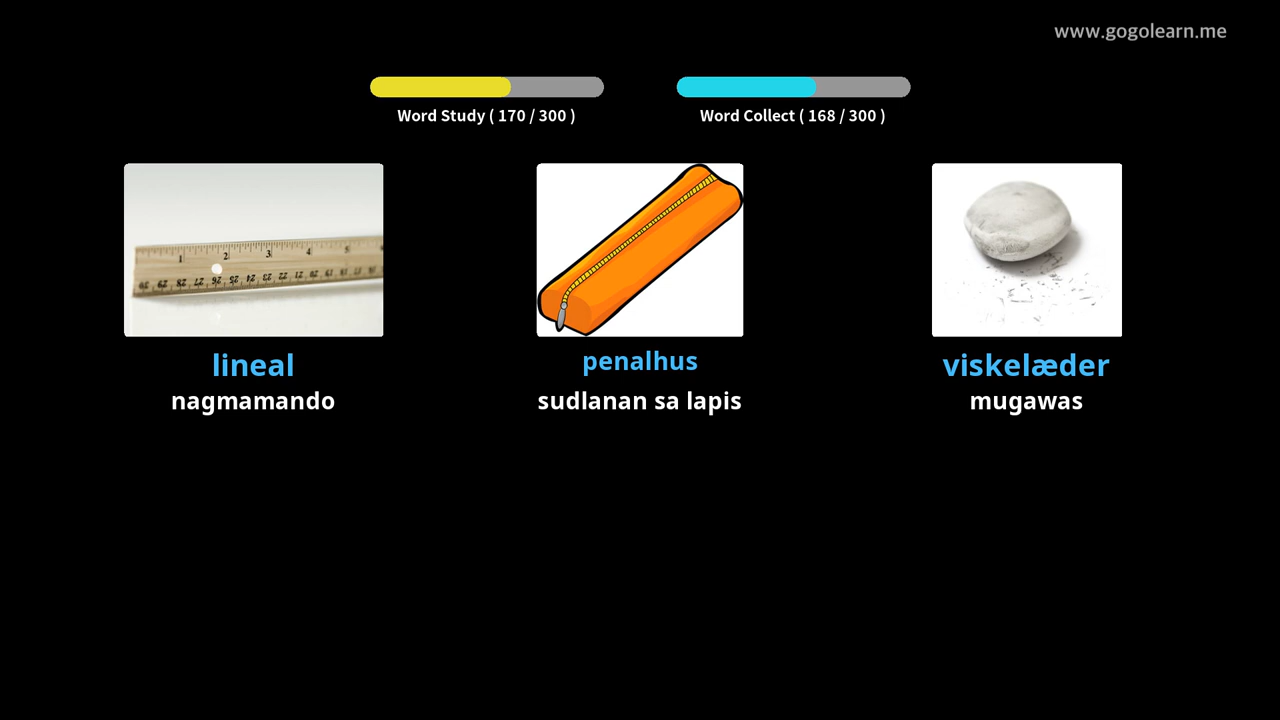 www.gogolearn.me
Word Study ( 170 / 300 )
Word Collect ( 168 / 300 )
lineal
nagmamando
penalhus
sudlanan sa lapis
viskelæder
mugawas